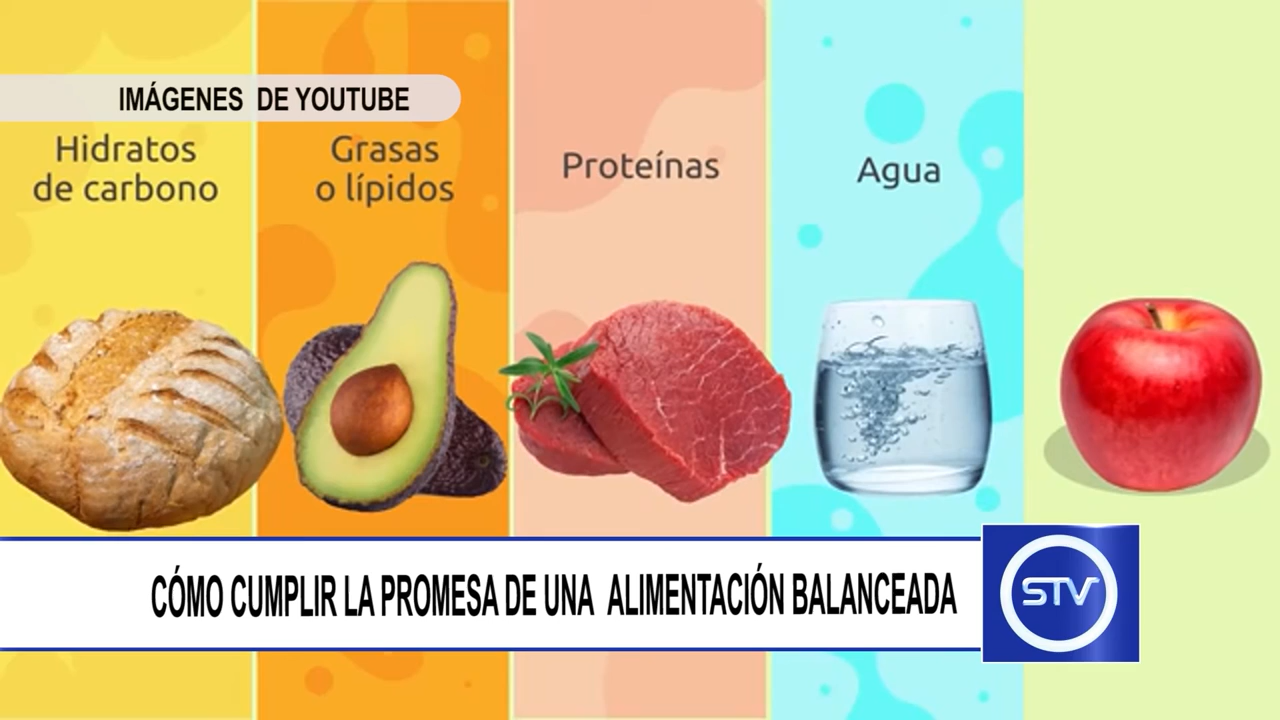 IMÁGENES DE YOUTUBE
Hidratos
de carbono
Grasas
o lípidos
Proteínas
Agua
CÓMO CUMPLIR LA PROMESA DE UNA ALIMENTACIÓN BALANCEADA
STV